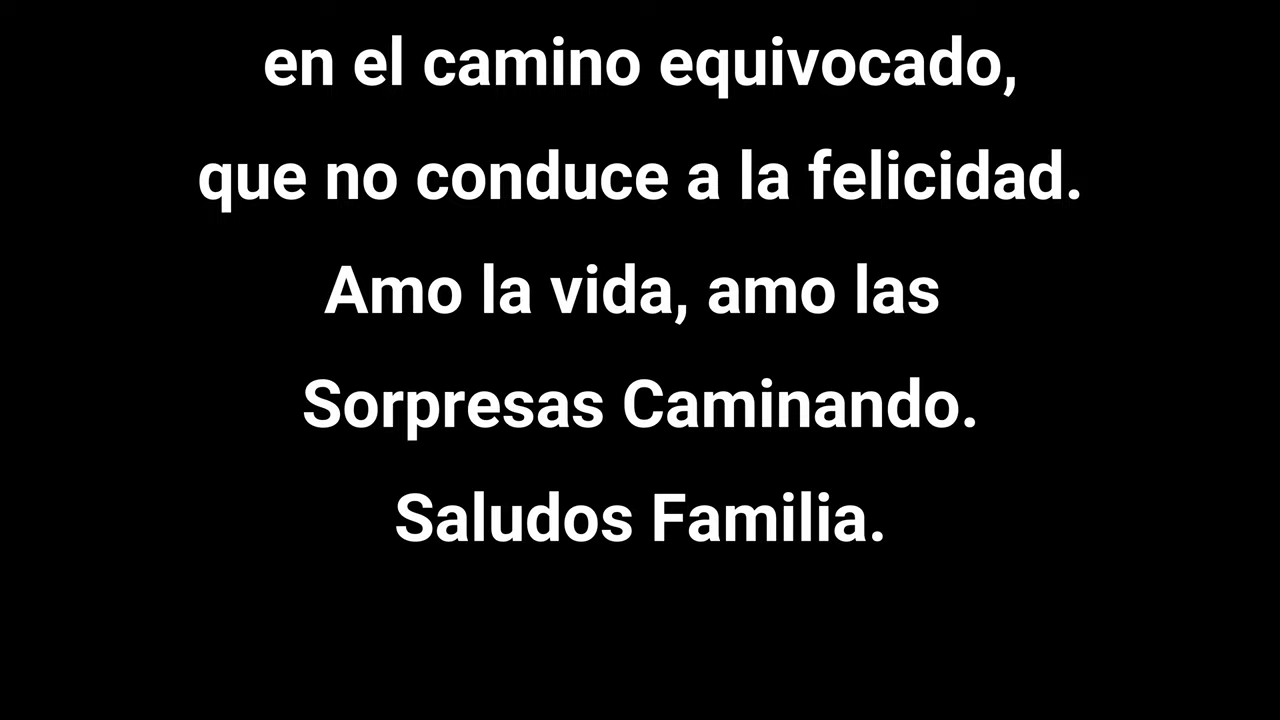 en el camino equivocado,
que no conduce a la felicidad.
Amo la vida, amo las
Sorpresas Caminando.
Saludos Familia.